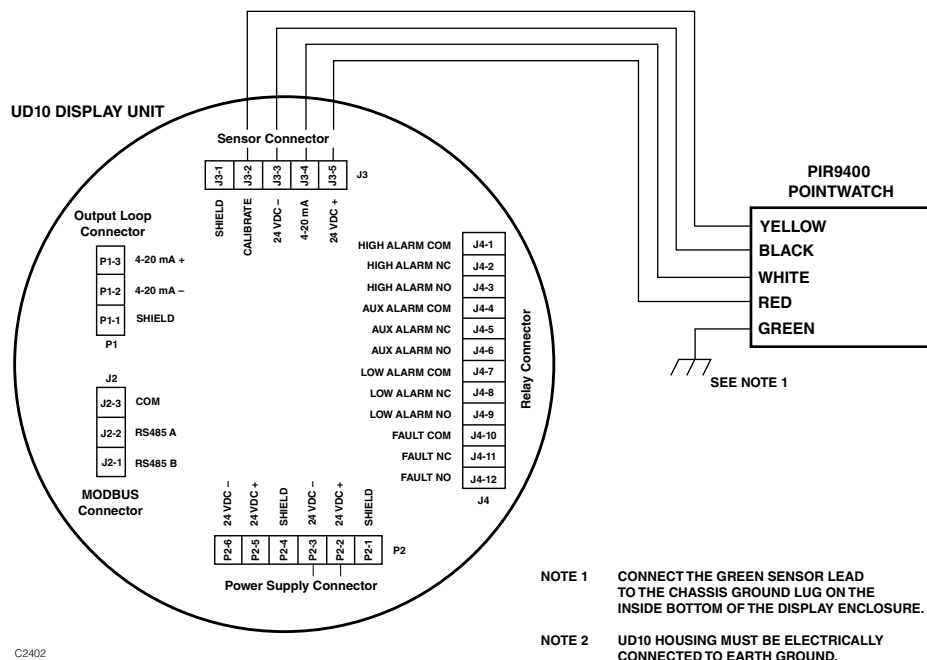 UD10 DISPLAY UNIT
Sensor Connector
J3-1
J3-2
J3-3
J3-4
J3-5
J3
SHIELD
CALIBRATE
24 VDC –
4-20 mA
24 VDC +
Output Loop
Connector
P1-3 4-20 mA +
P1-2 4-20 mA –
P1-1 SHIELD
P1
J2
J2-3 COM
J2-2 RS485 A
J2-1 RS485 B
MODBUS
Connector
HIGH ALARM COM J4-1
HIGH ALARM NC J4-2
HIGH ALARM NO J4-3
AUX ALARM COM J4-4
AUX ALARM NC J4-5
AUX ALARM NO J4-6
LOW ALARM COM J4-7
LOW ALARM NC J4-8
LOW ALARM NO J4-9
FAULT COM J4-10
FAULT NC J4-11
FAULT NO J4-12
J4
Relay Connector
24 VDC –
24 VDC +
SHIELD
24 VDC –
24 VDC +
SHIELD
P2-6
P2-5
P2-4
P2-3
P2-2
P2-1
P2
Power Supply Connector
PIR9400
POINTWATCH
YELLOW
BLACK
WHITE
RED
GREEN
SEE NOTE 1
NOTE 1 CONNECT THE GREEN SENSOR LEAD
TO THE CHASSIS GROUND LUG ON THE
INSIDE BOTTOM OF THE DISPLAY ENCLOSURE.
NOTE 2 UD10 HOUSING MUST BE ELECTRICALLY
CONNECTED TO EARTH GROUND.
C2402